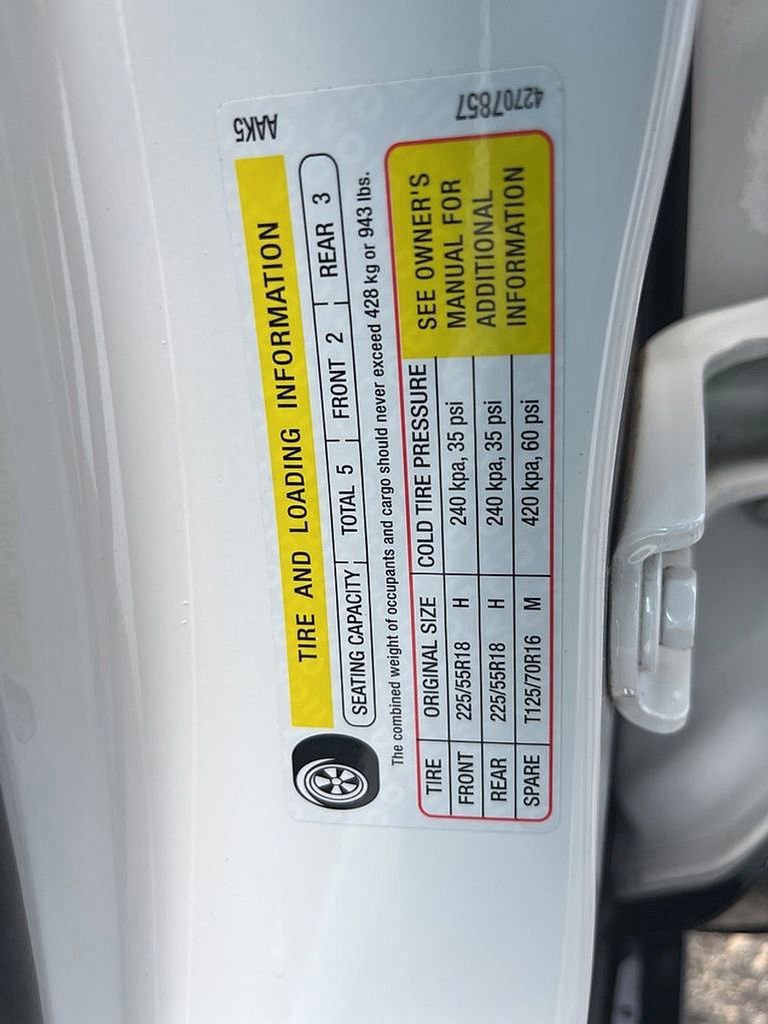 AAK5
42707857
TIRE AND LOADING INFORMATION
SEATING CAPACITY TOTAL 5 FRONT 2 REAR 3
The combined weight of occupants and cargo should never exceed 428 kg or 943 lbs.
TIRE ORIGINAL SIZE COLD TIRE PRESSURE
FRONT 225/55R18 H 240 kpa, 35 psi
REAR 225/55R18 H 240 kpa, 35 psi
SPARE T125/70R16 M 420 kpa, 60 psi
SEE OWNER'S
MANUAL FOR
ADDITIONAL
INFORMATION